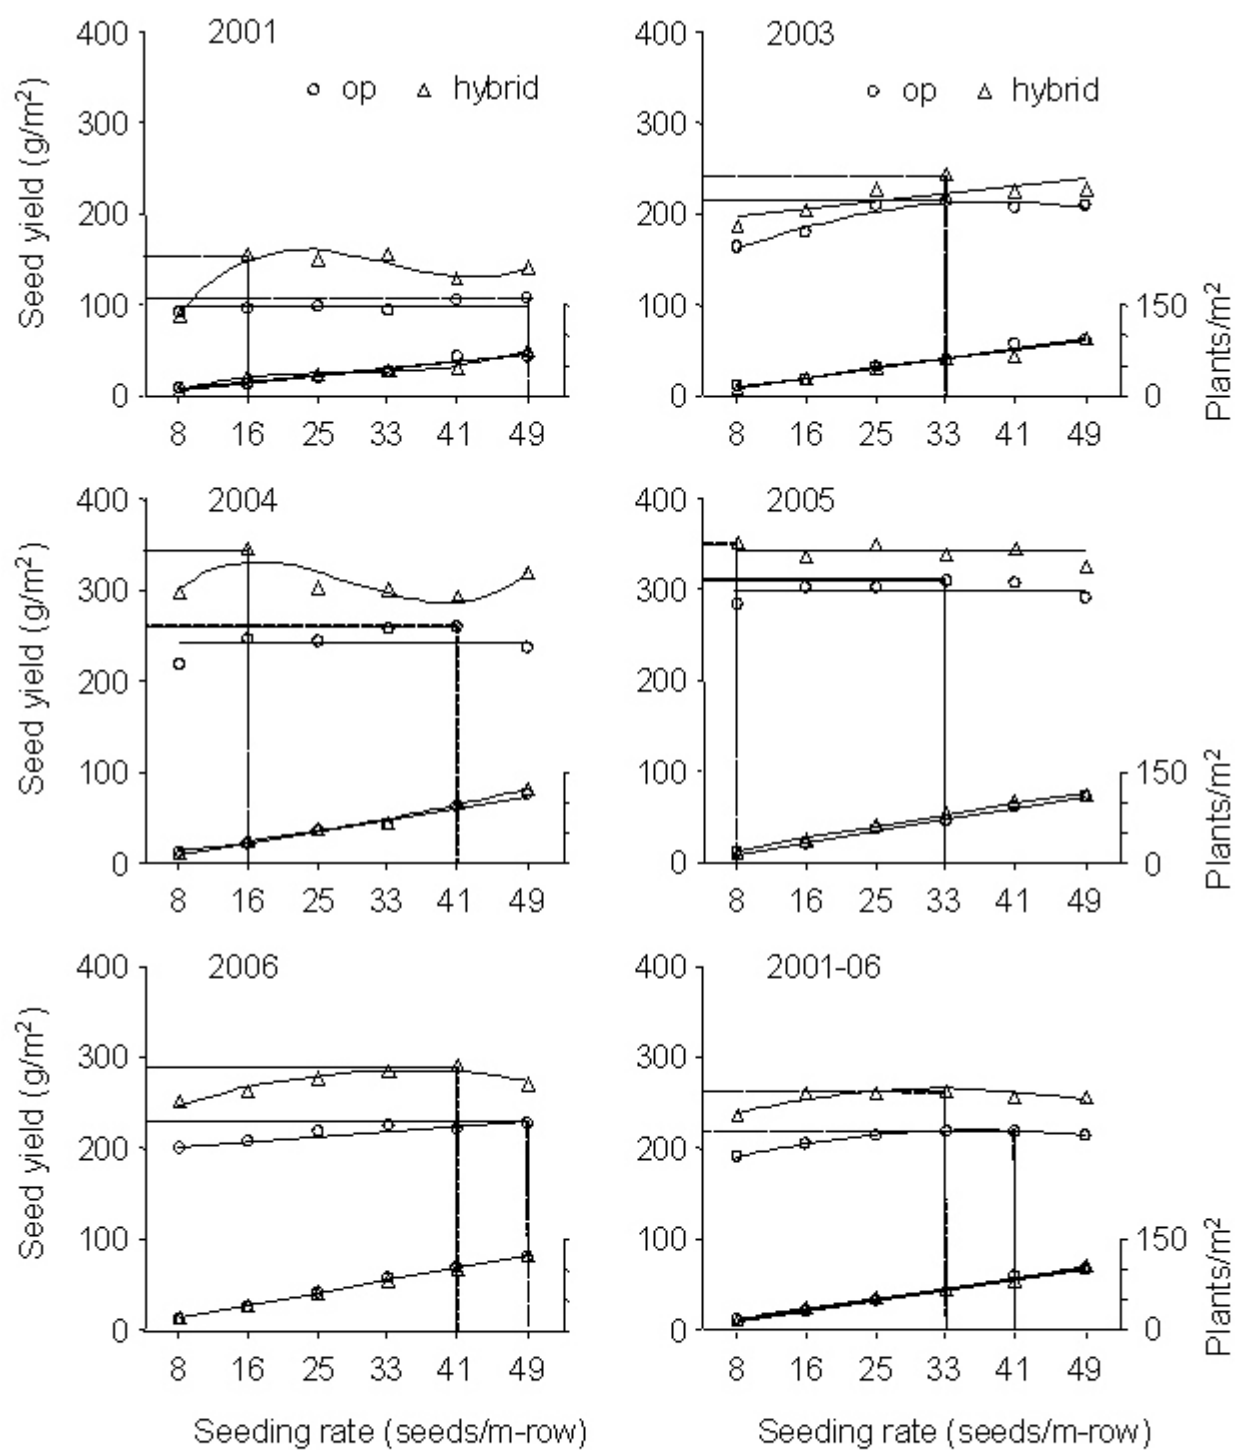 400 2001 400 2003
op hybrid op hybrid
Seed yield (g/m²)
300 300
200 200
100 100 150 150
0 0 0
Plants/m²
8 16 25 33 41 49 8 16 25 33 41 49
400 2004 400 2005
Seed yield (g/m²)
300 300
200 200
100 100 150
0 0 0
Plants/m²
8 16 25 33 41 49 8 16 25 33 41 49
400 2006 400 2001-06
Seed yield (g/m²)
300 300
200 200
100 100 150
0 0 0
Plants/m²
8 16 25 33 41 49 8 16 25 33 41 49
Seeding rate (seeds/m-row) Seeding rate (seeds/m-row)